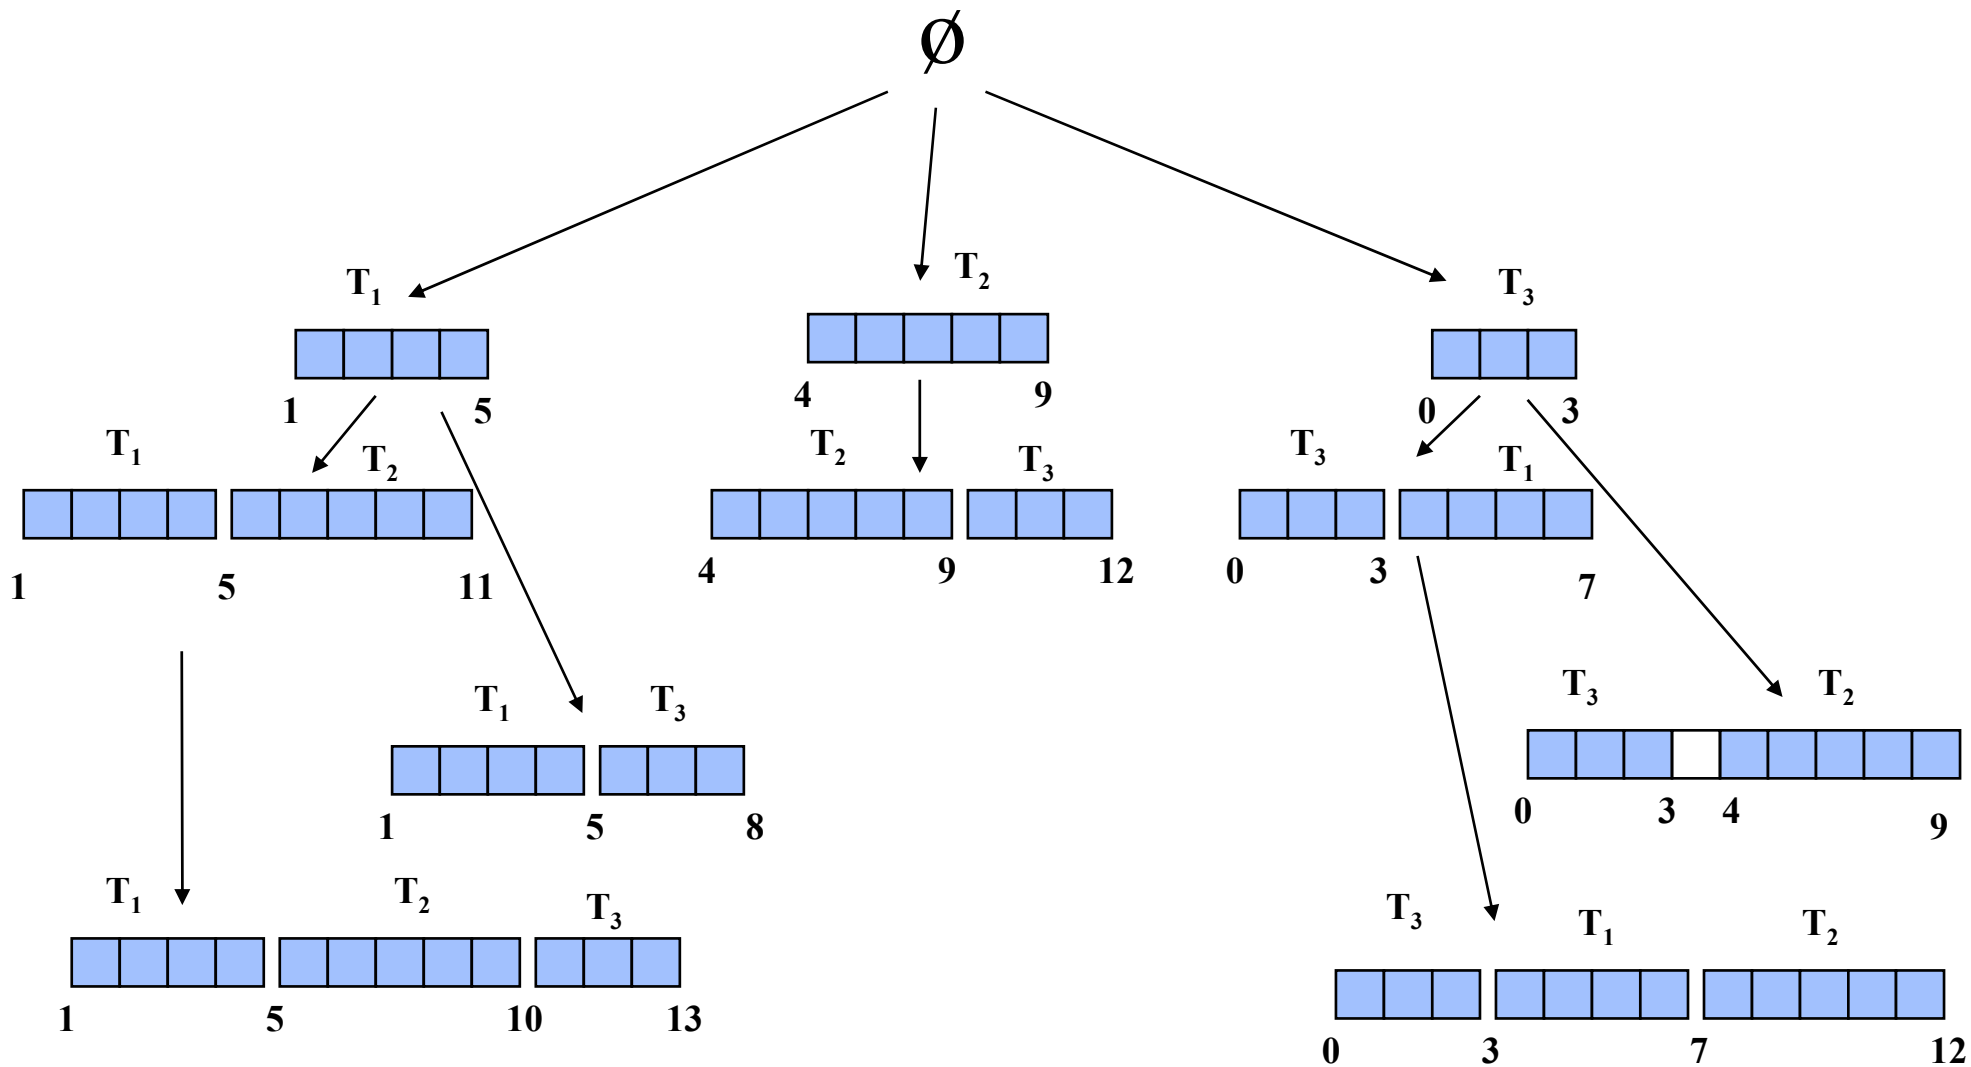 Ø
T1 T2 T3
1 5 4 9 0 3
T1 T2 T2 T3 T3 T1
1 5 11 4 9 12 0 3 7
T1 T3 T3 T2
1 5 8 0 3 4 9
T1 T2 T3 T3 T1 T2
1 5 10 13 0 3 7 12